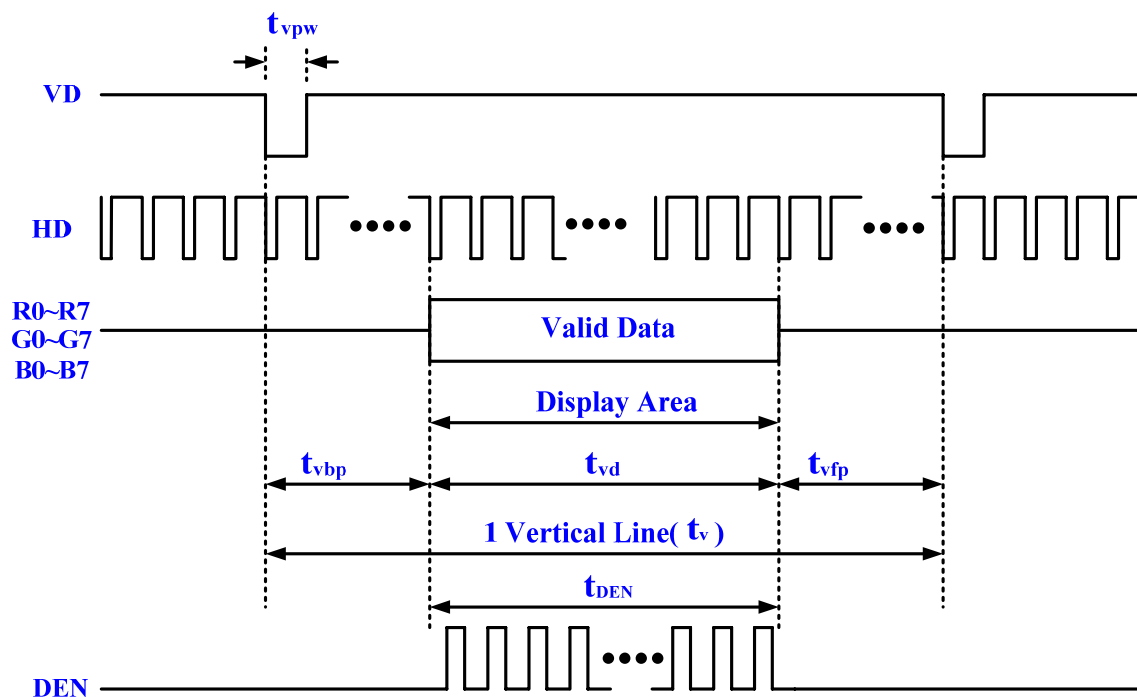 tvpw
VD
HD
R0~R7
G0~G7
B0~B7
Valid Data
Display Area
tvbp
tvd
tvfp
1 Vertical Line( tv )
tDEN
DEN